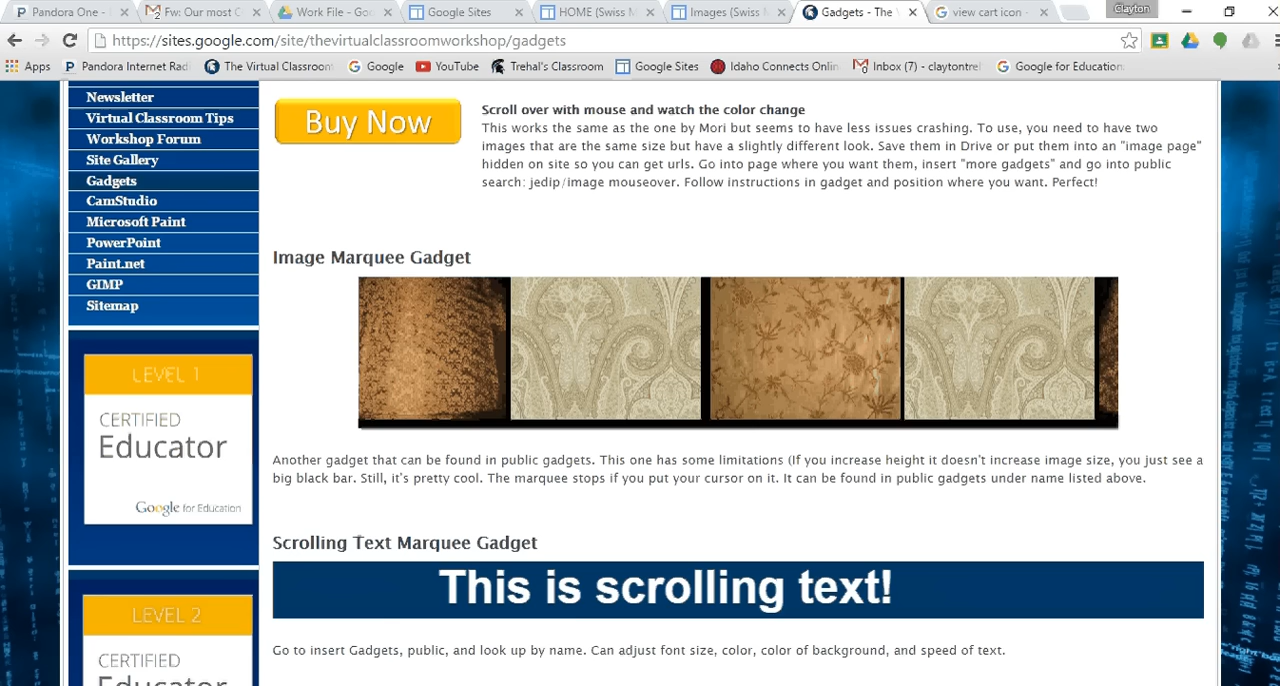 Pandora One -
Fw: Our most C
Work File - Goo
Google Sites
HOME (Swiss M
Images (Swiss M
Gadgets - The V
view cart icon -
Clayton
https://sites.google.com/site/thevirtualclassroomworkshop/gadgets
Apps
Pandora Internet Rad
The Virtual Classroom
Google
YouTube
Trehal's Classroom
Google Sites
Idaho Connects Onlin
Inbox (7) - claytontre
Google for Education
Newsletter
Virtual Classroom Tips
Workshop Forum
Site Gallery
Gadgets
CamStudio
Microsoft Paint
PowerPoint
Paint.net
GIMP
Sitemap
LEVEL 1
CERTIFIED
Educator
Google for Education
LEVEL 2
CERTIFIED
Educator
Buy Now
Scroll over with mouse and watch the color change
This works the same as the one by Mori but seems to have less issues crashing. To use, you need to have two
images that are the same size but have a slightly different look. Save them in Drive or put them into an "image page"
hidden on site so you can get urls. Go into page where you want them, insert "more gadgets" and go into public
search: jedip/image mouseover. Follow instructions in gadget and position where you want. Perfect!
Image Marquee Gadget
Another gadget that can be found in public gadgets. This one has some limitations (If you increase height it doesn't increase image size, you just see a
big black bar. Still, it's pretty cool. The marquee stops if you put your cursor on it. It can be found in public gadgets under name listed above.
Scrolling Text Marquee Gadget
This is scrolling text!
Go to insert Gadgets, public, and look up by name. Can adjust font size, color, color of background, and speed of text.